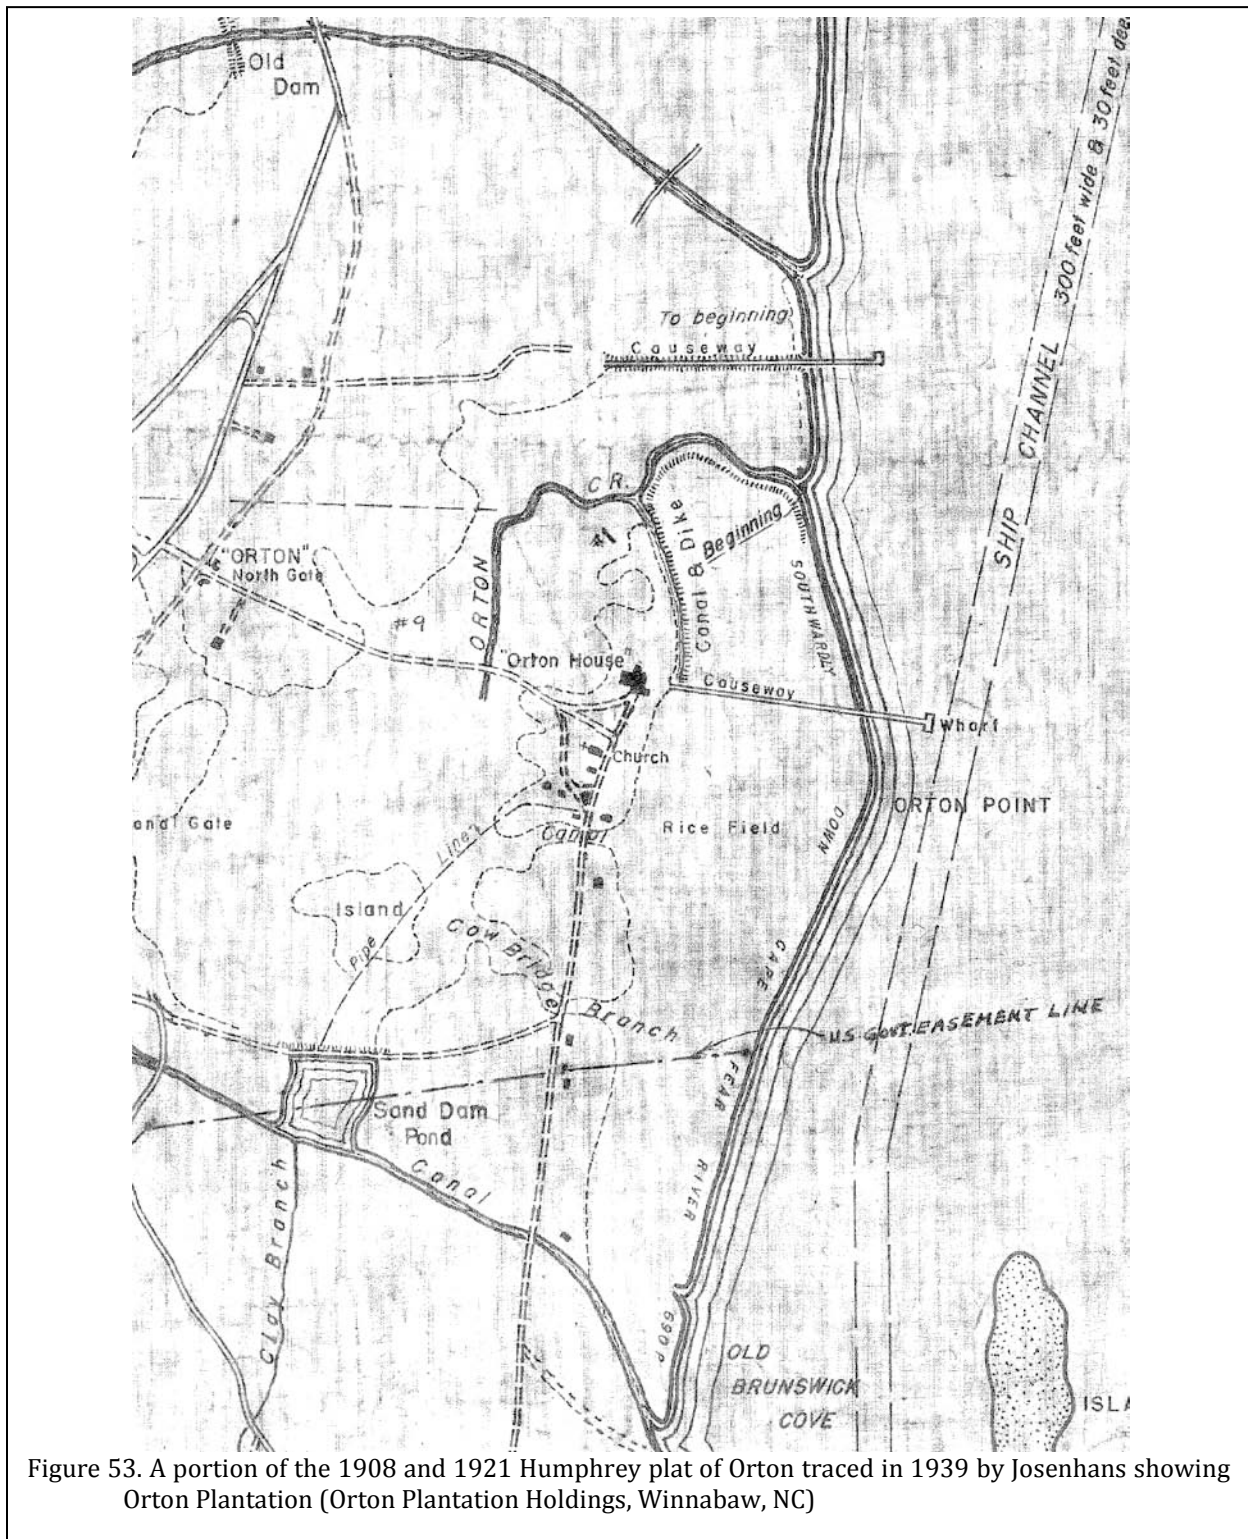 Old
Dam
300 feet wide & 30 feet dee
To beginning
Causeway
SHIP CHANNEL
ORTON CR.
#1
Canal & Dike
Beginning
SOUTHWARDLY
"ORTON"
North Gate
#9
"Orton House"
Causeway
Wharf
Church
ORTON POINT
anal Gate
Canal
Rice Field
DOWN
Pipe Line
Island
Cow Bridge Branch
CAPE
U.S. GOVT. EASEMENT LINE
FEAR
Sand Dam
Pond
Canal
Clay Branch
RIVER
690P
OLD
BRUNSWICK
COVE
ISLA
Figure 53. A portion of the 1908 and 1921 Humphrey plat of Orton traced in 1939 by Josenhans showing
Orton Plantation (Orton Plantation Holdings, Winnabaw, NC)